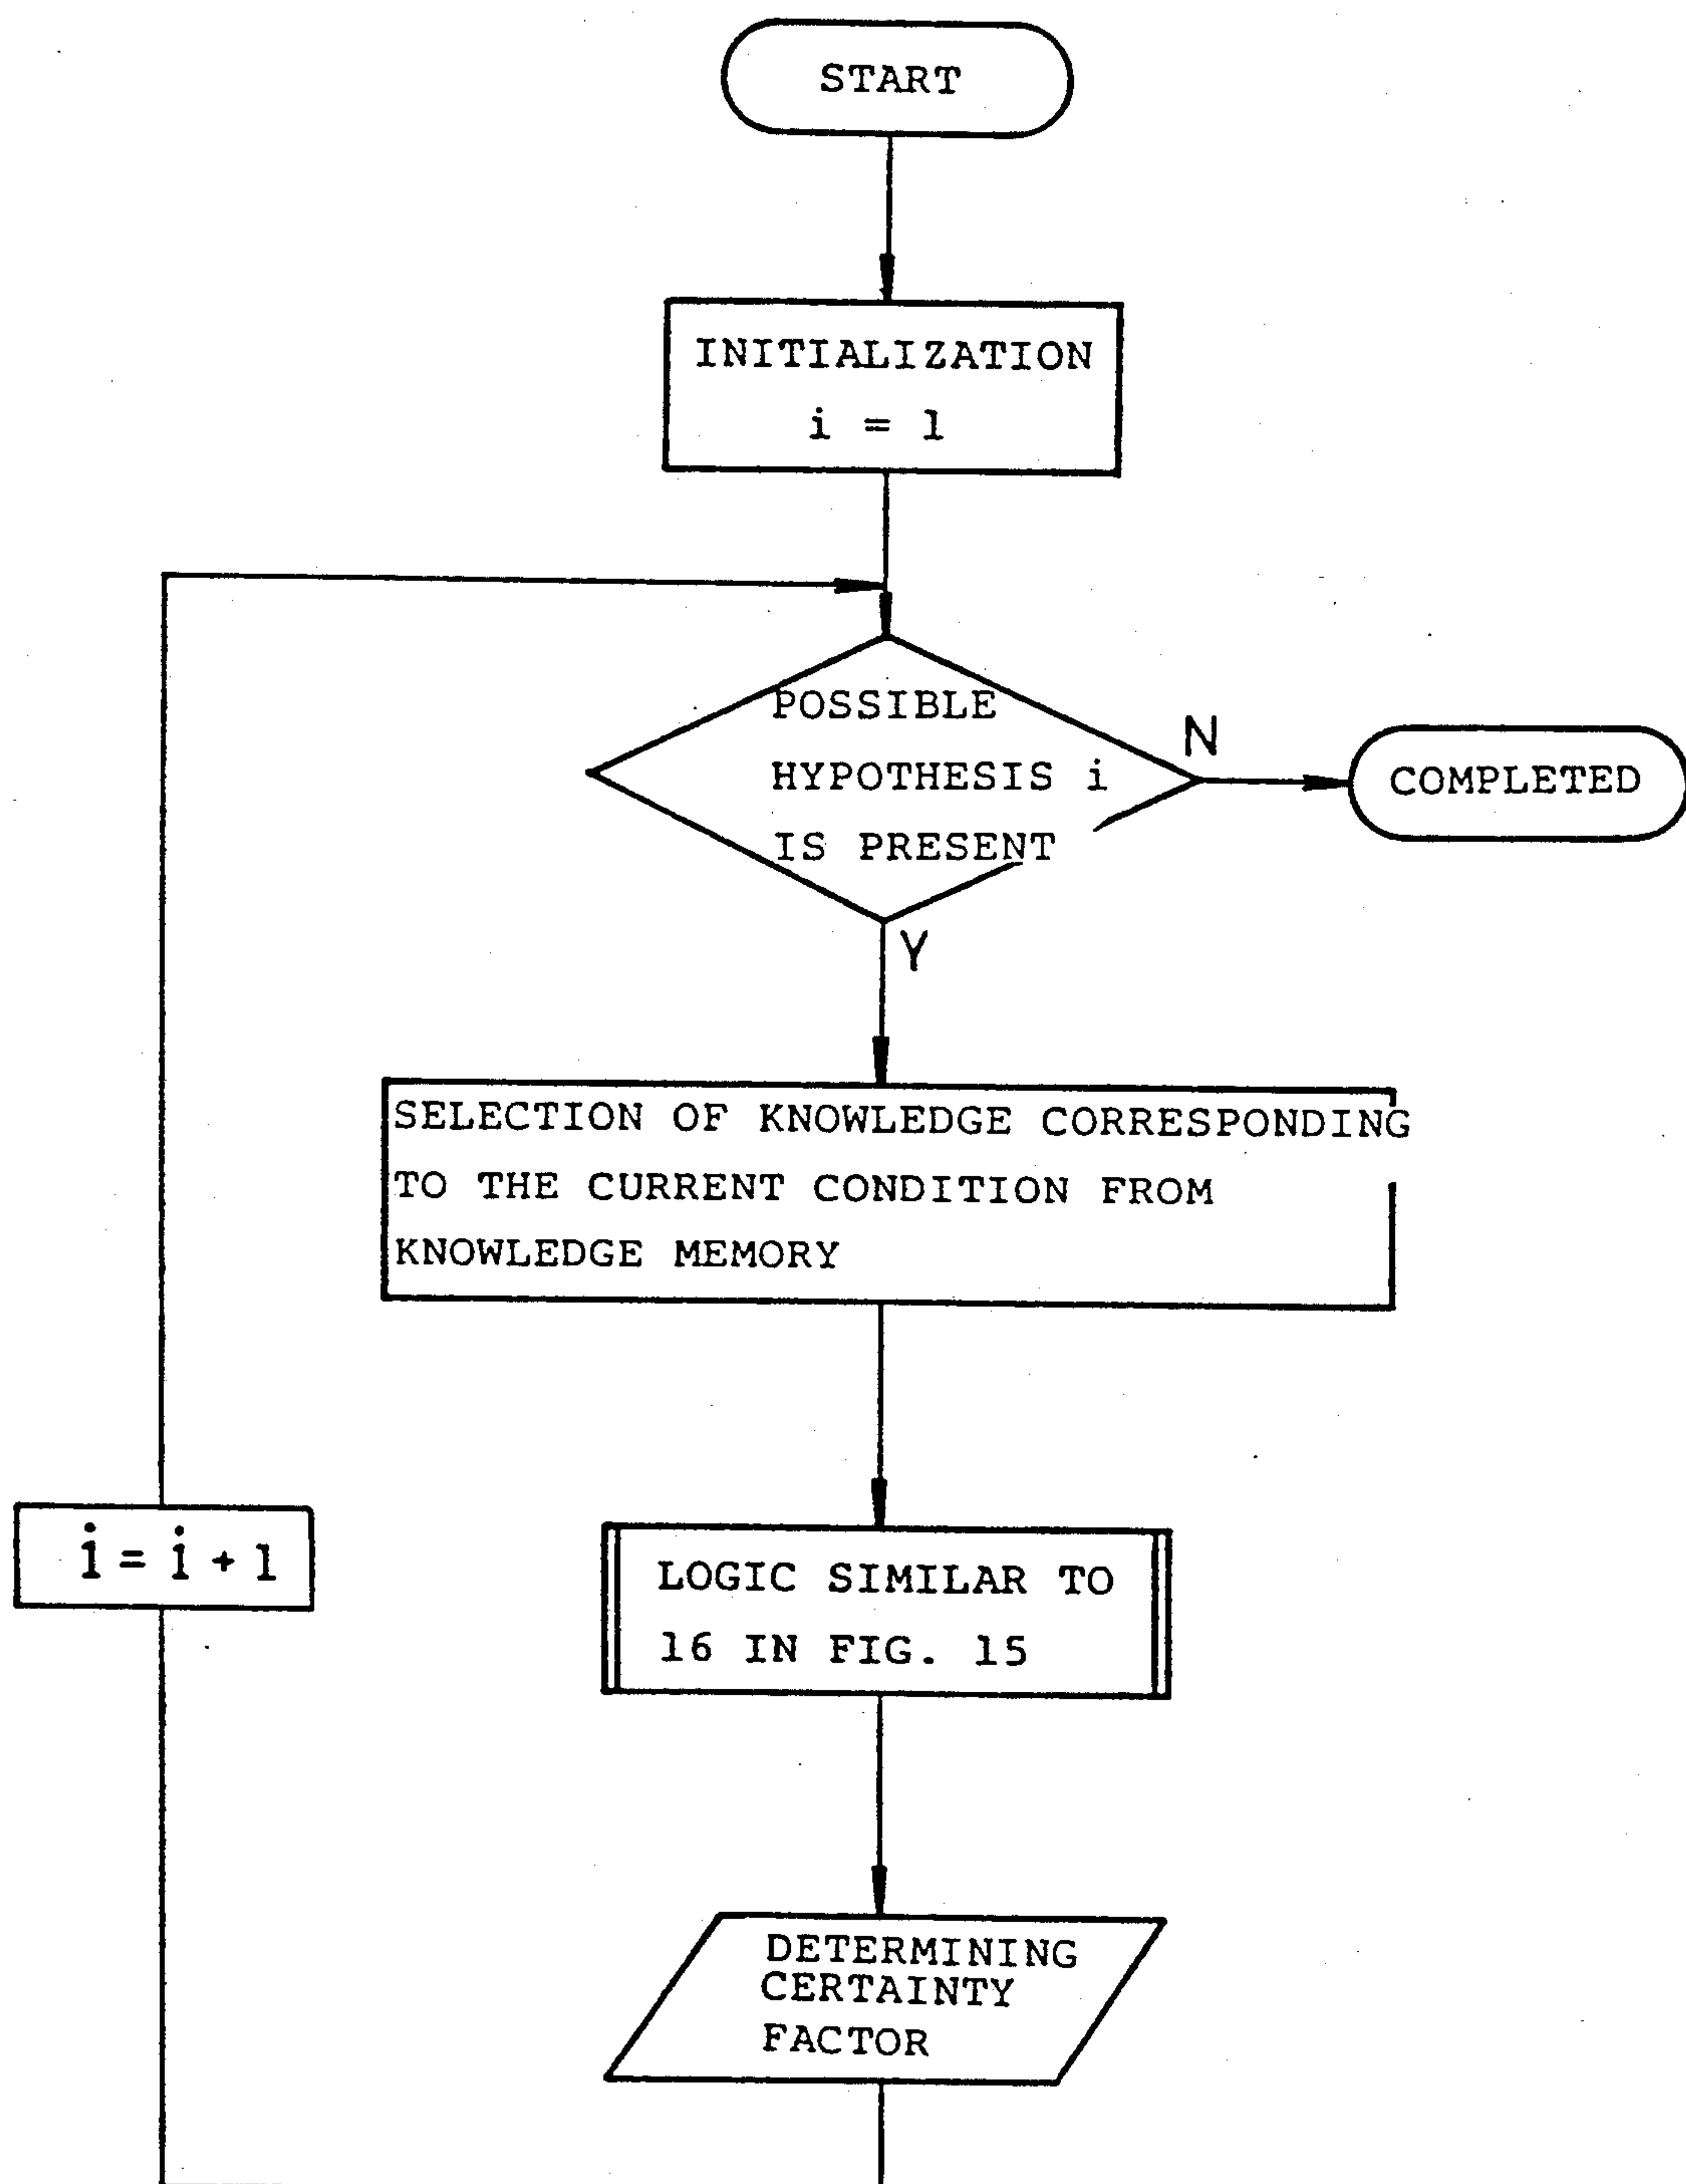 START
INITIALIZATION
i = 1
POSSIBLE
HYPOTHESIS i
IS PRESENT
N
COMPLETED
Y
SELECTION OF KNOWLEDGE CORRESPONDING
TO THE CURRENT CONDITION FROM
KNOWLEDGE MEMORY
i = i + 1
LOGIC SIMILAR TO
16 IN FIG. 15
DETERMINING
CERTAINTY
FACTOR